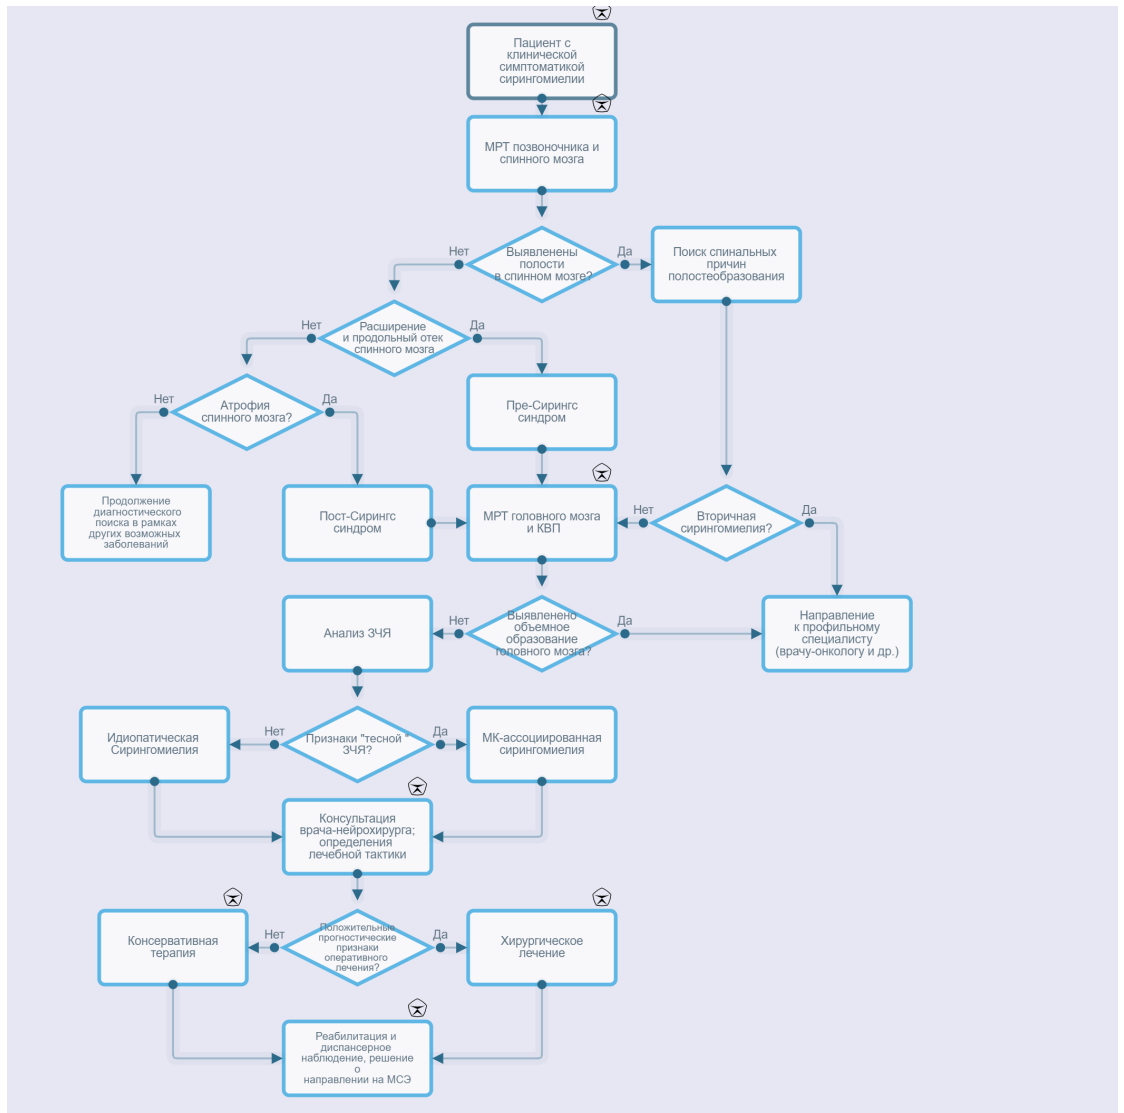 Пациент с
клинической
симптоматикой
сирингомиелии
МРТ позвоночника и
спинного мозга
Нет
Выявленены
полости
в спинном мозге?
Да
Поиск спинальных
причин
полостеобразования
Нет
Расширение
и продольный отек
спинного мозга
Да
Нет
Атрофия
спинного мозга?
Да
Пре-Сирингс
синдром
Продолжение
диагностического
поиска в рамках
других возможных
заболеваний
Пост-Сирингс
синдром
МРТ головного мозга
и КВП
Нет
Вторичная
сирингомиелия?
Да
Анализ ЗЧЯ
Нет
Выявленено
объемное
образование
головного мозга?
Да
Направление
к профильному
специалисту
(врачу-онкологу и др.)
Идиопатическая
Сирингомиелия
Нет
Признаки "тесной "
ЗЧЯ?
Да
МК-ассоциированная
сирингомиелия
Консультация
врача-нейрохирурга;
определения
лечебной тактики
Консервативная
терапия
Нет
Положительные
прогностические
признаки
оперативного
лечения?
Да
Хирургическое
лечение
Реабилитация и
диспансерное
наблюдение, решение
о
направлении на МСЭ